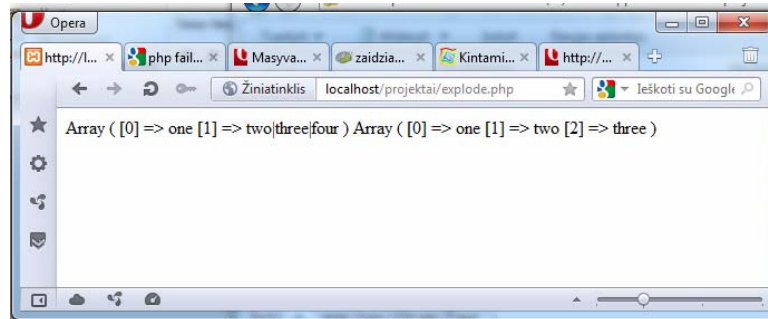 Opera
http://l...
php fail...
Masyva...
zaidzia...
Kintami...
http://...
Žiniatinklis
localhost/projektai/explode.php
Ieškoti su Google
Array ( [0] => one [1] => two|three|four ) Array ( [0] => one [1] => two [2] => three )